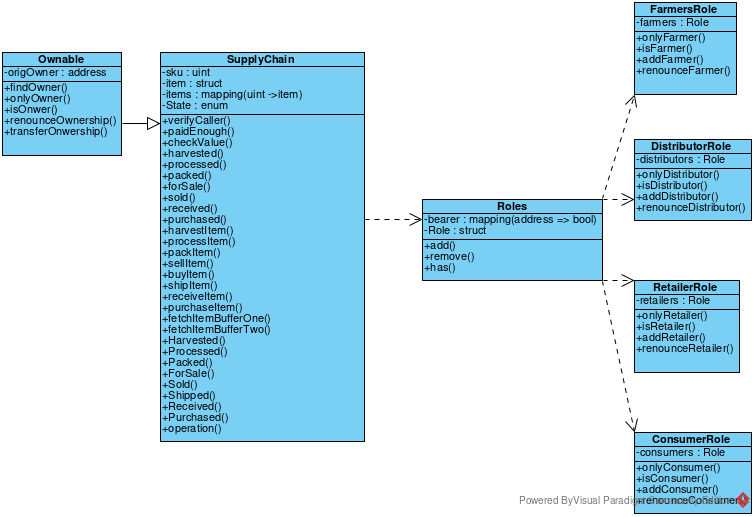 Ownable
-origOwner : address
+findOwner()
+onlyOwner()
+isOnwer()
+renounceOwnership()
+transferOnwership()
SupplyChain
-sku : uint
-item : struct
-items : mapping(uint ->item)
-State : enum
+verifyCaller()
+paidEnough()
+checkValue()
+harvested()
+processed()
+packed()
+forSale()
+sold()
+received()
+purchased()
+harvestItem()
+processItem()
+packItem()
+sellItem()
+buyItem()
+shipItem()
+receiveItem()
+purchaseItem()
+fetchItemBufferOne()
+fetchItemBufferTwo()
+Harvested()
+Processed()
+Packed()
+ForSale()
+Sold()
+Shipped()
+Received()
+Purchased()
+operation()
Roles
-bearer : mapping(address => bool)
-Role : struct
+add()
+remove()
+has()
FarmersRole
-farmers : Role
+onlyFarmer()
+isFarmer()
+addFarmer()
+renounceFarmer()
DistributorRole
-distributors : Role
+onlyDistributor()
+isDistributor()
+addDistributor()
+renounceDistributor()
RetailerRole
-retailers : Role
+onlyRetailer()
+isRetailer()
+addRetailer()
+renounceRetailer()
ConsumerRole
-consumers : Role
+onlyConsumer()
+isConsumer()
+addConsumer()
+renounceConsumer()
Powered By Visual Paradigm